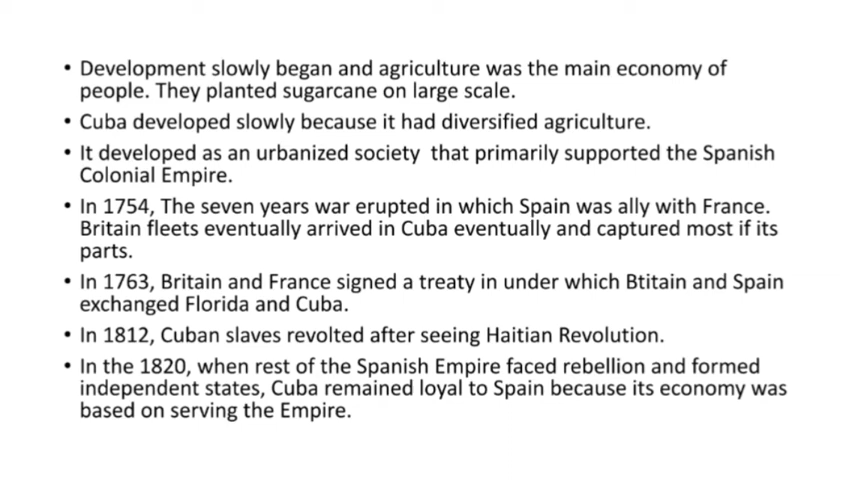 • Development slowly began and agriculture was the main economy of
people. They planted sugarcane on large scale.
• Cuba developed slowly because it had diversified agriculture.
• It developed as an urbanized society that primarily supported the Spanish
Colonial Empire.
• In 1754, The seven years war erupted in which Spain was ally with France.
Britain fleets eventually arrived in Cuba eventually and captured most if its
parts.
• In 1763, Britain and France signed a treaty in under which Btitain and Spain
exchanged Florida and Cuba.
• In 1812, Cuban slaves revolted after seeing Haitian Revolution.
• In the 1820, when rest of the Spanish Empire faced rebellion and formed
independent states, Cuba remained loyal to Spain because its economy was
based on serving the Empire.